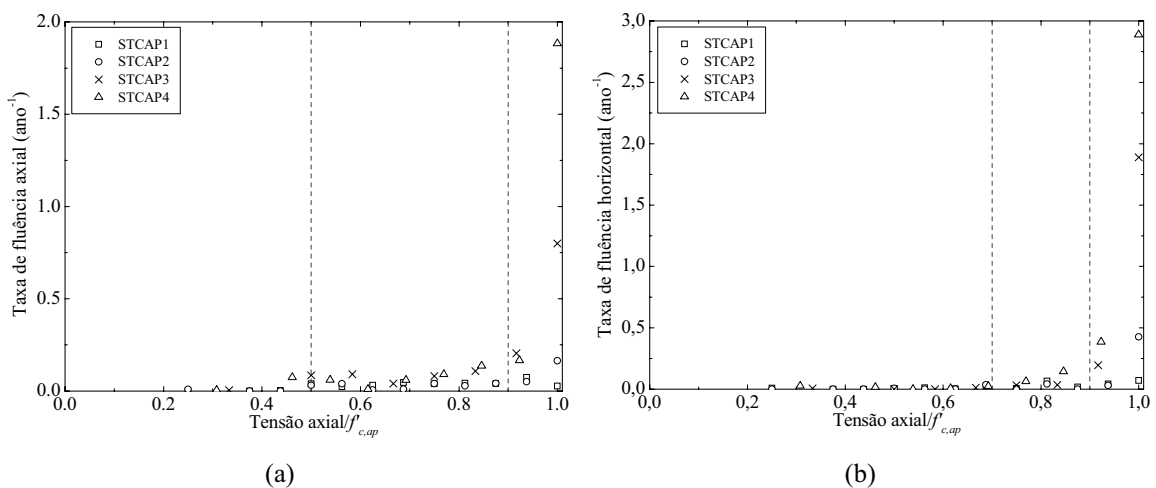 2.0
STCAP1
STCAP2
STCAP3
STCAP4
1.5
1.0
0.5
0.0
Taxa de fluência axial (ano⁻¹)
0.0 0.2 0.4 0.6 0.8 1.0
Tensão axial/f'c,ap
(a)
3,0
STCAP1
STCAP2
STCAP3
STCAP4
2,5
2,0
1,5
1,0
0,5
0,0
Taxa de fluência horizontal (ano⁻¹)
0,0 0,2 0,4 0,6 0,8 1,0
Tensão axial/f'c,ap
(b)